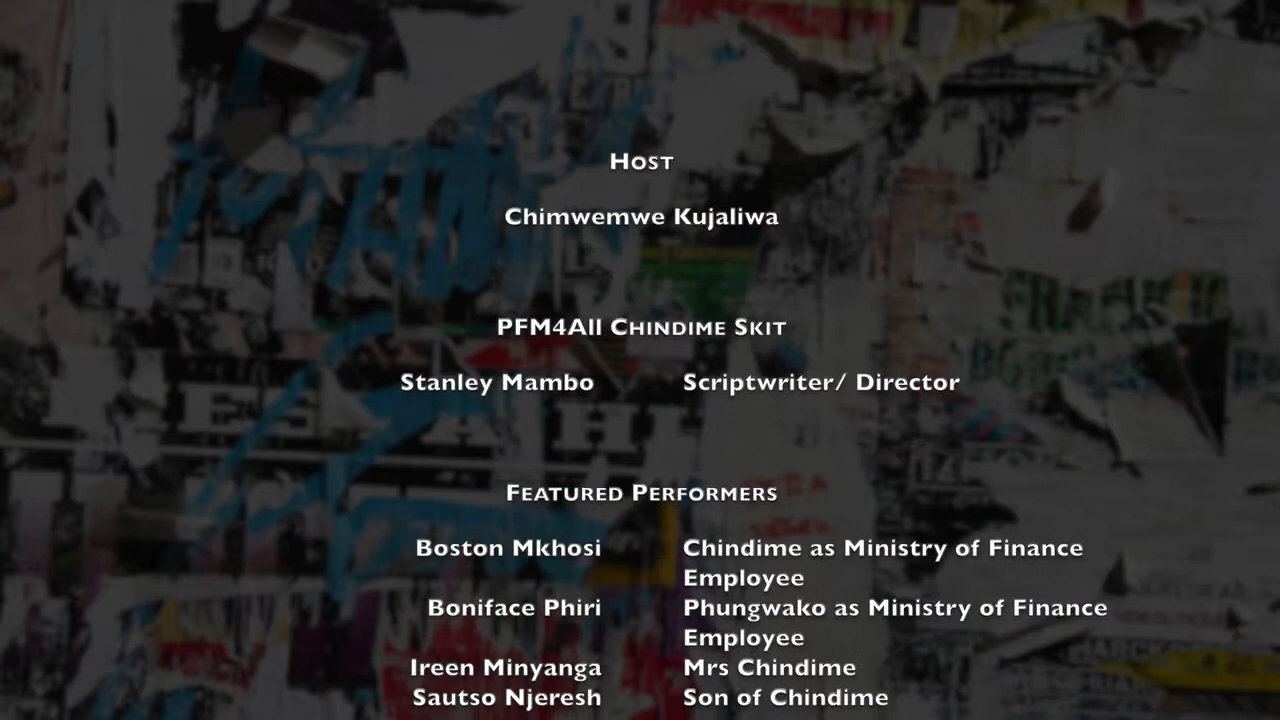 Host
Chimwemwe Kujaliwa
PFM4All Chindime Skit
Stanley Mambo Scriptwriter/ Director
Featured Performers
Boston Mkhosi Chindime as Ministry of Finance
Employee
Boniface Phiri Phungwako as Ministry of Finance
Employee
Ireen Minyanga Mrs Chindime
Sautso Njeresh Son of Chindime